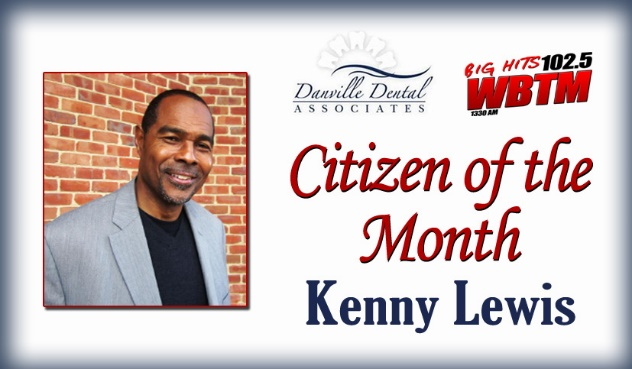 Danville Dental
ASSOCIATES
BIG HITS 102.5
WBTM
1330 AM
Citizen of the
Month
Kenny Lewis